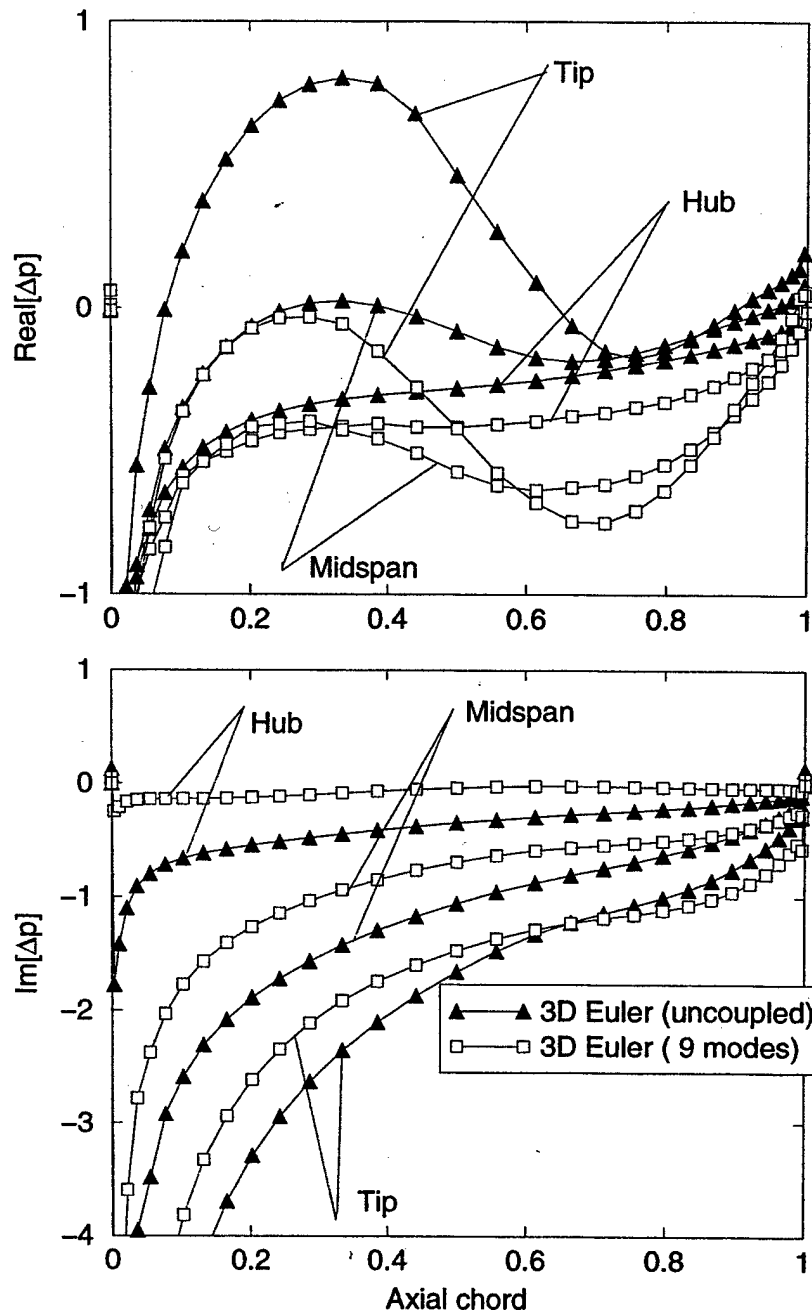 1
Tip
Hub
Real[Δp]
0
Midspan
−1
0
0.2
0.4
0.6
0.8
1
1
Hub
Midspan
0
−1
Im[Δp]
−2
3D Euler (uncoupled)
3D Euler ( 9 modes)
−3
Tip
−4
0
0.2
0.4
0.6
0.8
1
Axial chord